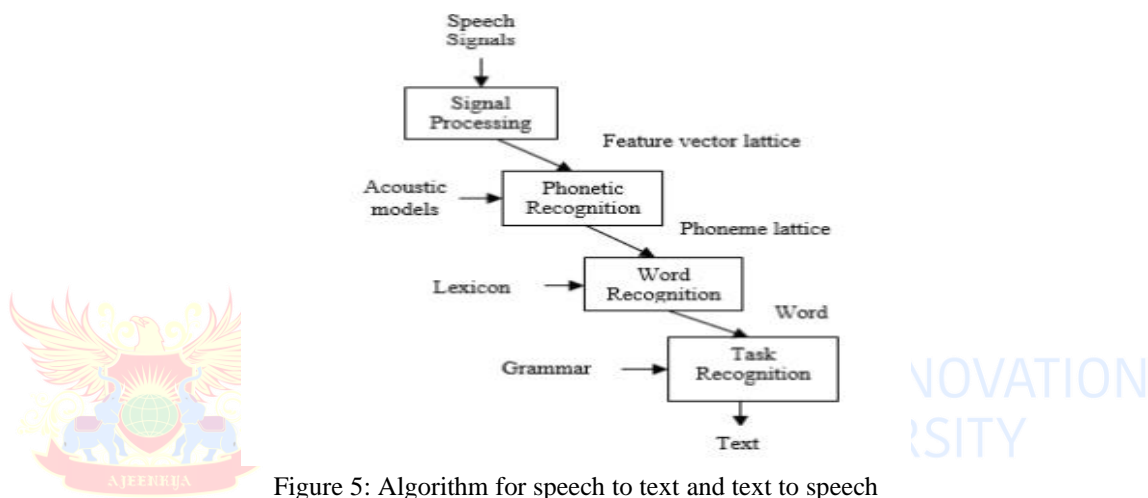 Speech
Signals
Signal
Processing
Feature vector lattice
Acoustic
models
Phonetic
Recognition
Phoneme lattice
Lexicon
Word
Recognition
Word
Grammar
Task
Recognition
NOVATION
Text
RSITY
AJEENKIJA
Figure 5: Algorithm for speech to text and text to speech